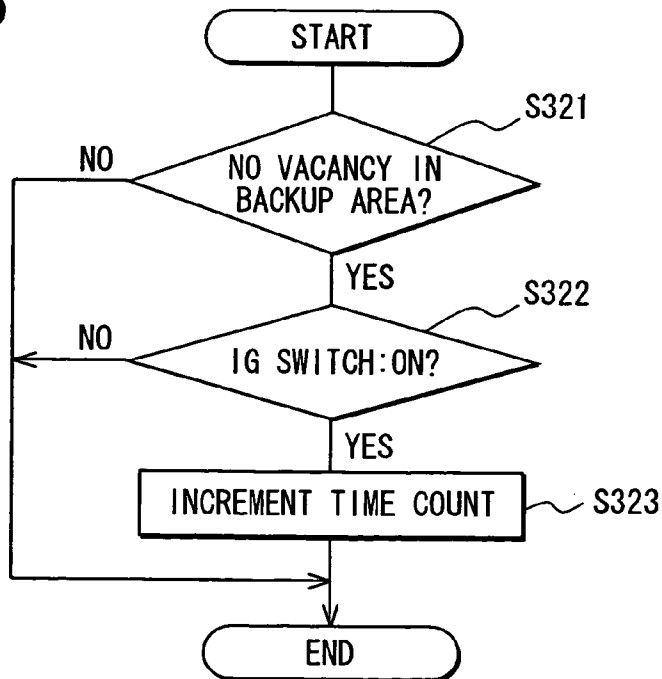 START
S321
NO
NO VACANCY IN
BACKUP AREA?
YES
S322
NO
IG SWITCH:ON?
YES
INCREMENT TIME COUNT
S323
END